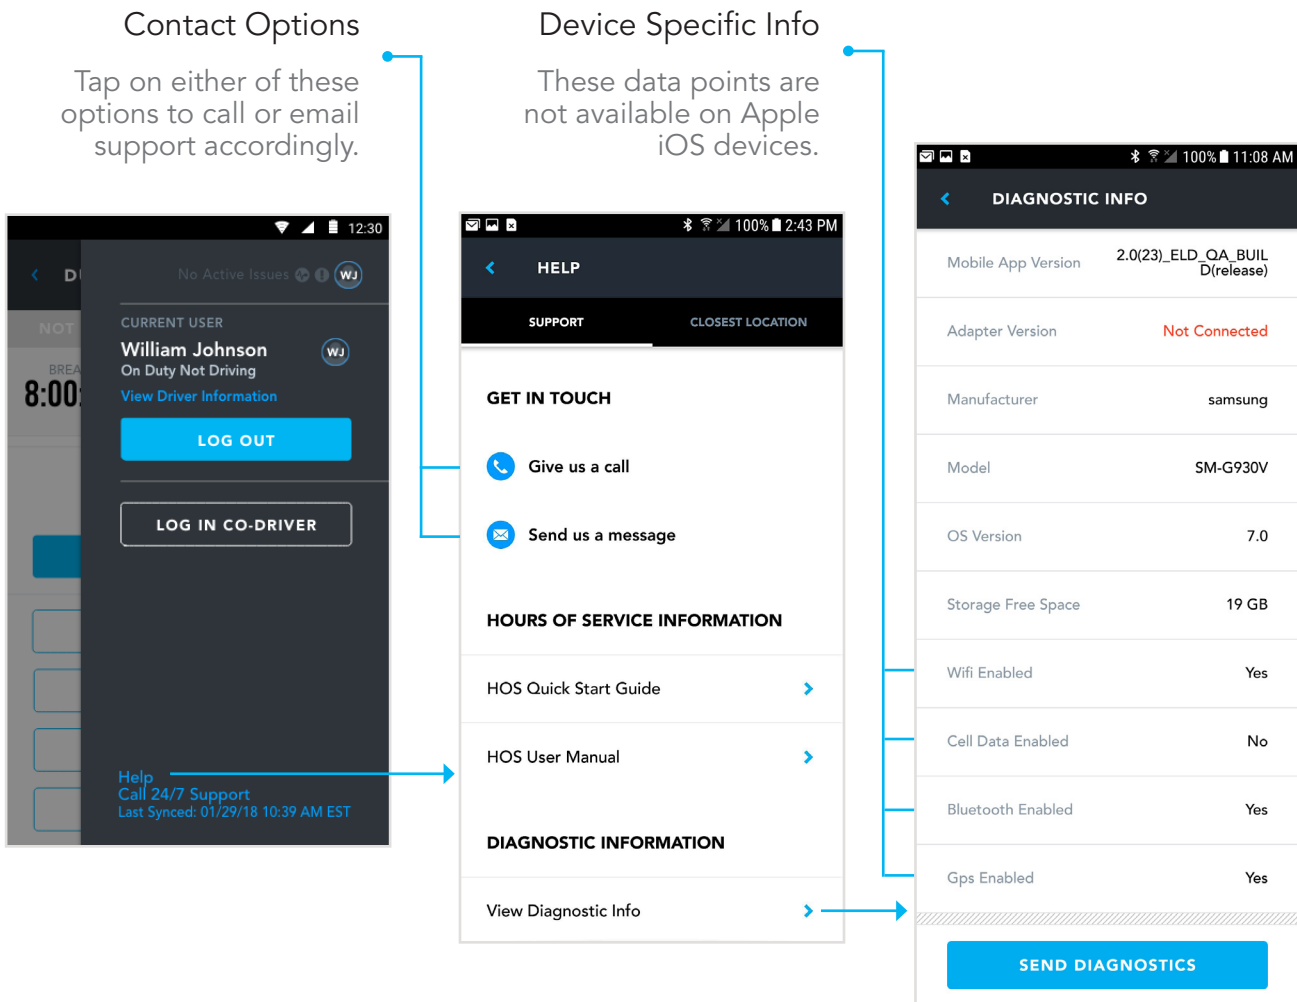 Contact Options
Tap on either of these
options to call or email
support accordingly.
Device Specific Info
These data points are
not available on Apple
iOS devices.
12:30
D
No Active Issues
WJ
NOT
CURRENT USER
William Johnson
WJ
On Duty Not Driving
BREA
8:00:
View Driver Information
LOG OUT
LOG IN CO-DRIVER
Help
Call 24/7 Support
Last Synced: 01/29/18 10:39 AM EST
100% 2:43 PM
HELP
SUPPORT
CLOSEST LOCATION
GET IN TOUCH
Give us a call
Send us a message
HOURS OF SERVICE INFORMATION
HOS Quick Start Guide
HOS User Manual
DIAGNOSTIC INFORMATION
View Diagnostic Info
100% 11:08 AM
DIAGNOSTIC INFO
Mobile App Version 2.0(23)_ELD_QA_BUIL
D(release)
Adapter Version Not Connected
Manufacturer samsung
Model SM-G930V
OS Version 7.0
Storage Free Space 19 GB
Wifi Enabled Yes
Cell Data Enabled No
Bluetooth Enabled Yes
Gps Enabled Yes
SEND DIAGNOSTICS